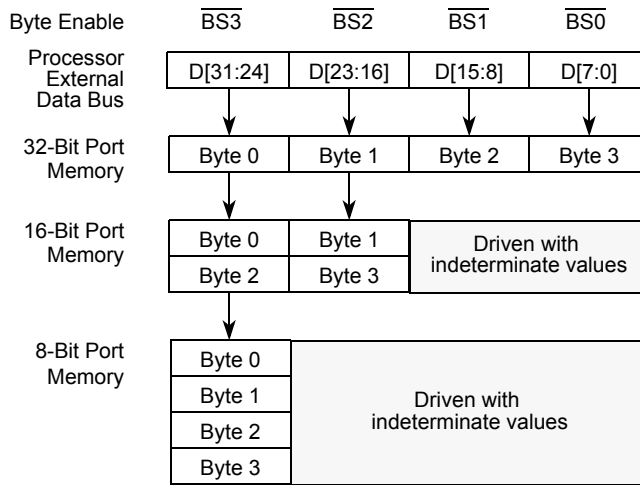 Byte Enable BS3 BS2 BS1 BS0
Processor
External
Data Bus
D[31:24] D[23:16] D[15:8] D[7:0]
32-Bit Port
Memory
Byte 0 Byte 1 Byte 2 Byte 3
16-Bit Port
Memory
Byte 0 Byte 1
Byte 2 Byte 3
Driven with
indeterminate values
8-Bit Port
Memory
Byte 0
Byte 1
Byte 2
Byte 3
Driven with
indeterminate values